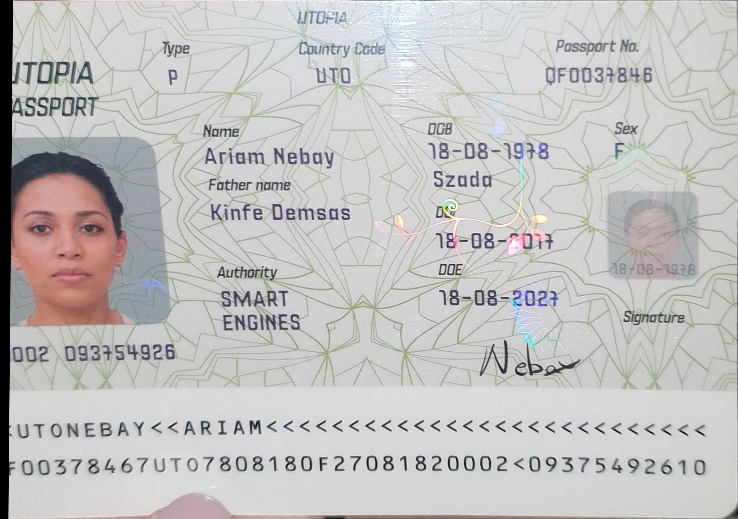 UTOPIA
Type
Country Code
Passport No.
UTOPIA
P
UTO
QF0037846
PASSPORT
Name
DOB
Sex
Ariam Nebay
18-08-1978
F
Father name
Szada
Kinfe Demsas
18-08-2017
Authority
DOE
18-08-1978
SMART
18-08-2027
ENGINES
Signature
Nebay
002 093754926
<UTONEBAY<<ARIAM<<<<<<<<<<<<<<<<<<<<<<<<<<
F00378467UTO7808180F27081820002<09375492610